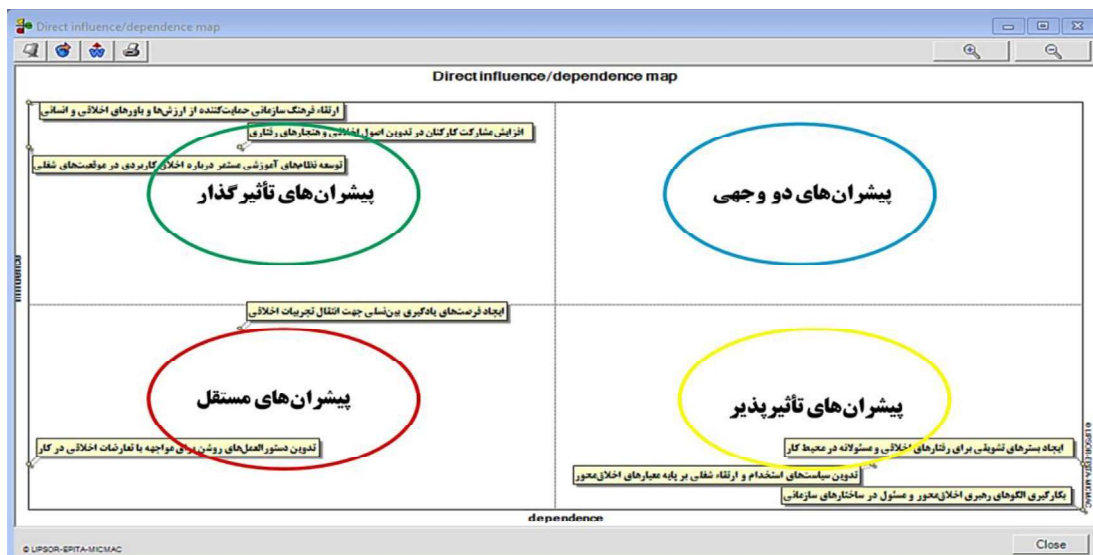 Direct influence/dependence map
Direct influence/dependence map
ارتقاء فرهنگ سازمانی حمایت‌کننده از ارزش‌ها و باورهای اخلاقی و انسانی
افزایش مشارکت کارکنان در تدوین اصول اخلاقی و هنجارهای رفتاری
توسعه نظام‌های آموزشی مستمر درباره اخلاق کاربردی در موقعیت‌های شغلی
پیشران‌های تأثیرگذار
پیشران‌های دو وجهی
ایجاد فرصت‌های یادگیری بین‌نسلی جهت انتقال تجربیات اخلاقی
پیشران‌های مستقل
پیشران‌های تأثیرپذیر
تدوین دستورالعمل‌های روشن برای مواجهه با تعارضات اخلاقی در کار
ایجاد بسترهای تشویقی برای رفتارهای اخلاقی و مسئولانه در محیط کار
تدوین سیاست‌های استخدام و ارتقاء شغلی بر پایه معیارهای اخلاق‌محور
بکارگیری الگوهای رهبری اخلاق‌محور و مسئول در ساختارهای سازمانی
dependence
© LIPSOR-EPITA-MICMAC
© LIPSOR-EPITA-MICMAC
Close